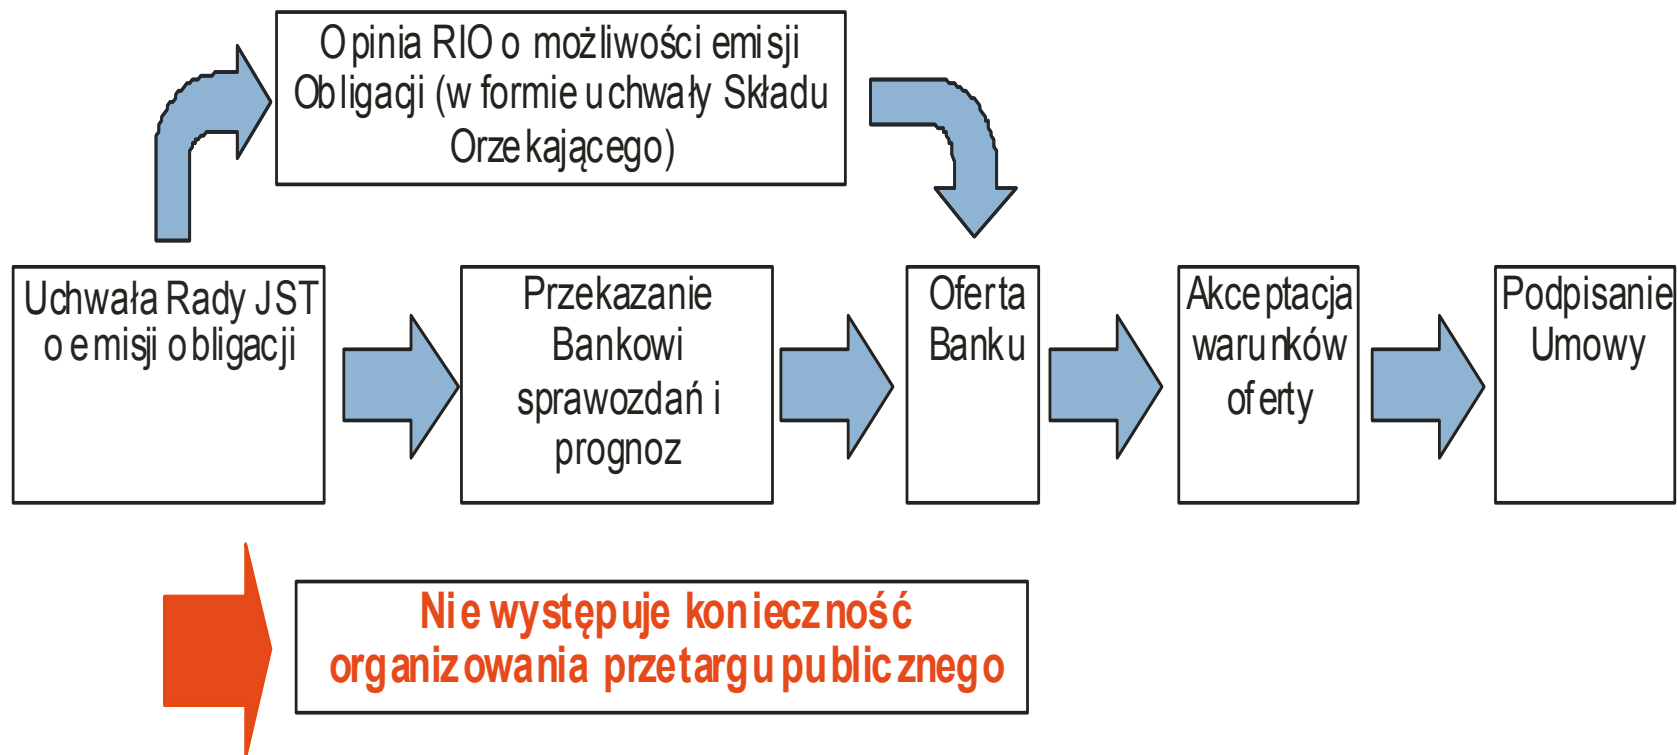 Opinia RIO o możliwości emisji
Obligacji (w formie uchwały Składu
Orzekającego)
Uchwała Rady JST
o emisji obligacji
Przekazanie
Bankowi
sprawozdań i
prognoz
Oferta
Banku
Akceptacja
warunków
oferty
Podpisanie
Umowy
Nie występuje konieczność
organizowania przetargu publicznego